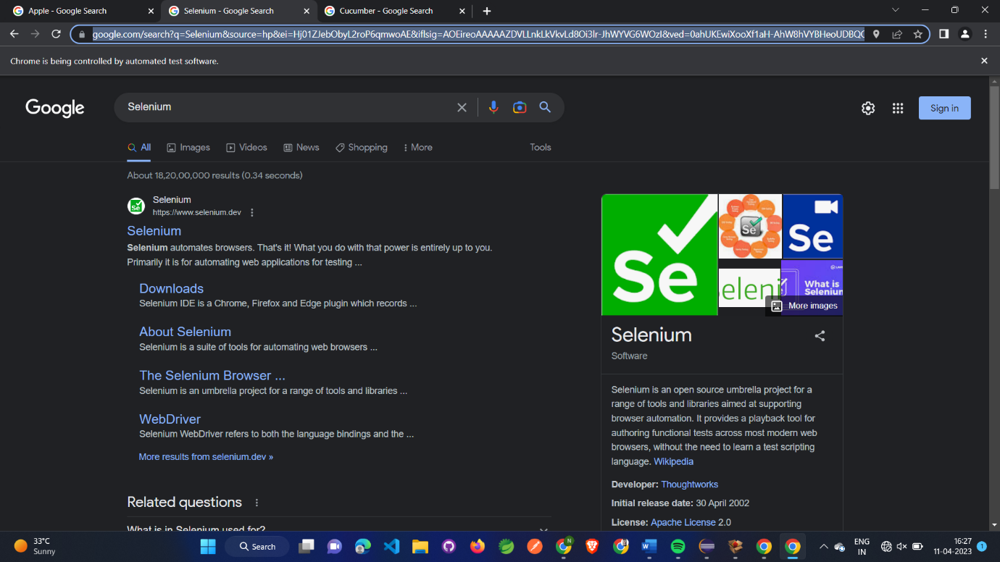 Apple - Google Search
Selenium - Google Search
Cucumber - Google Search
google.com/search?q=Selenium&source=hp&ei=Hj01ZJebObyL2roP6qmwoAE&iflsig=AOEireoAAAAAZDVLLnkLkVkvLd8Oi3lr-JhWYVG6WOzI&ved=0ahUKEwiXooXf1aH-AhW8hVYBHeoUDBQQ
Chrome is being controlled by automated test software.
Google
Selenium
Sign in
All
Images
Videos
News
Shopping
More
Tools
About 18,20,00,000 results (0.34 seconds)
Selenium
https://www.selenium.dev
Selenium
Selenium automates browsers. That's it! What you do with that power is entirely up to you.
Primarily it is for automating web applications for testing ...
Downloads
Selenium IDE is a Chrome, Firefox and Edge plugin which records ...
About Selenium
Selenium is a suite of tools for automating web browsers ...
The Selenium Browser ...
Selenium is an umbrella project for a range of tools and libraries ...
WebDriver
Selenium WebDriver refers to both the language bindings and the ...
More results from selenium.dev »
Related questions
What is in Selenium used for?
Se
Se
Se
Seleni
What is
Selenium
More images
Selenium
Software
Selenium is an open source umbrella project for a
range of tools and libraries aimed at supporting
browser automation. It provides a playback tool for
authoring functional tests across most modern web
browsers, without the need to learn a test scripting
language. Wikipedia
Developer: Thoughtworks
Initial release date: 30 April 2002
License: Apache License 2.0
33°C
Sunny
Search
ENG
IN
16:27
11-04-2023
1